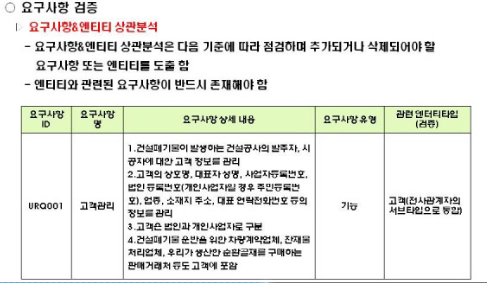 ○ 요구사항 검증
▷ 요구사항&엔티티 상관분석
- 요구사항&엔티티 상관분석은 다음 기준에 따라 점검하며 추가되거나 삭제되어야 할
요구사항 또는 엔티티를 도출 함
- 엔티티와 관련된 요구사항이 반드시 존재해야 함
요구사항 ID
요구사항 명
요구사항 상세 내용
요구사항 유형
관련 엔터티타입 (검증)
URQ001
고객관리
1.건설폐기물이 발생하는 건설공사의 발주자, 시
공자에 대한 고객 정보를 관리
2.고객의 상호명, 대표자 성명, 사업자등록번호,
법인 등록번호(개인사업자일 경우 주민등록번
호), 업종, 소재지 주소, 대표 연락전화번호 등의
정보를 관리
3.고객은 법인과 개인사업자로 구분
4.건설폐기물 운반을 위한 차량계약업체, 잔재물
처리업체, 우리가 생산한 순환골재를 구매하는
판매거래처 등도 고객에 포함
기능
고객(전사관계자의
서브타입으로 통합)